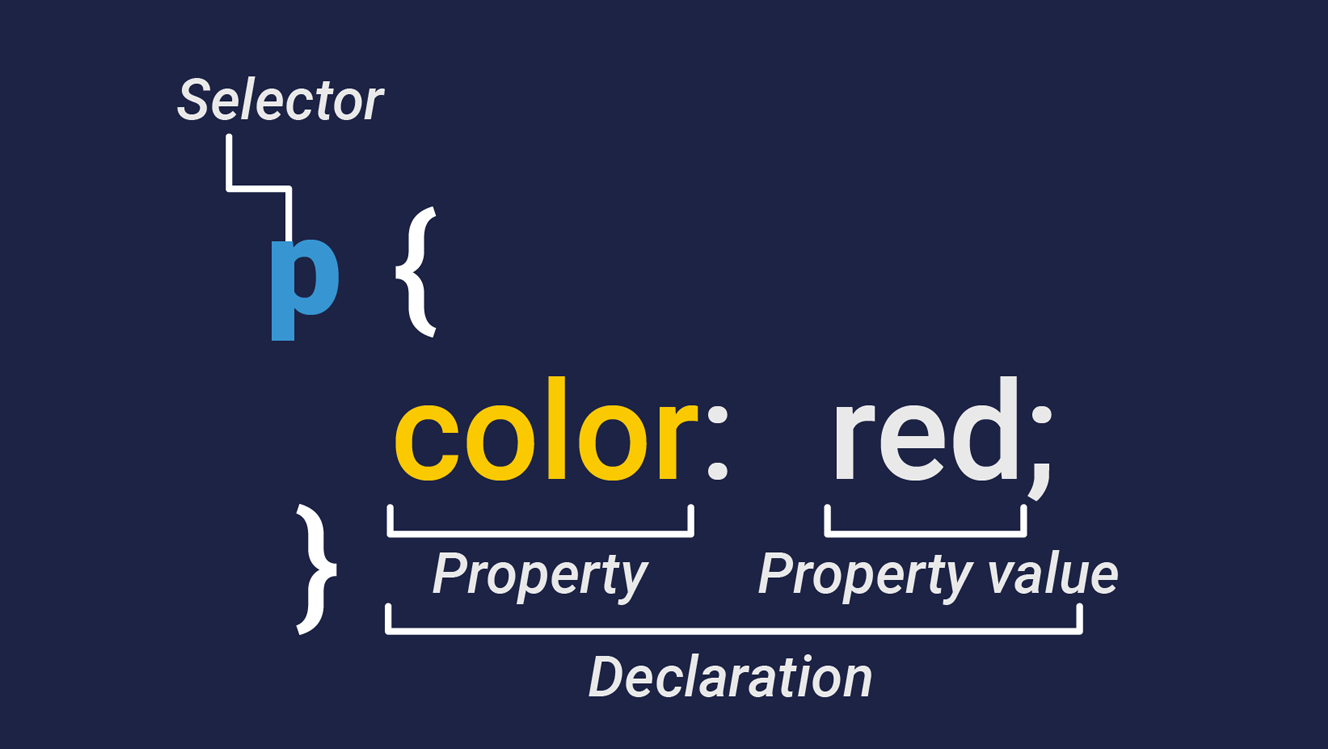 Selector
p {
color: red;
}
Property Property value
Declaration